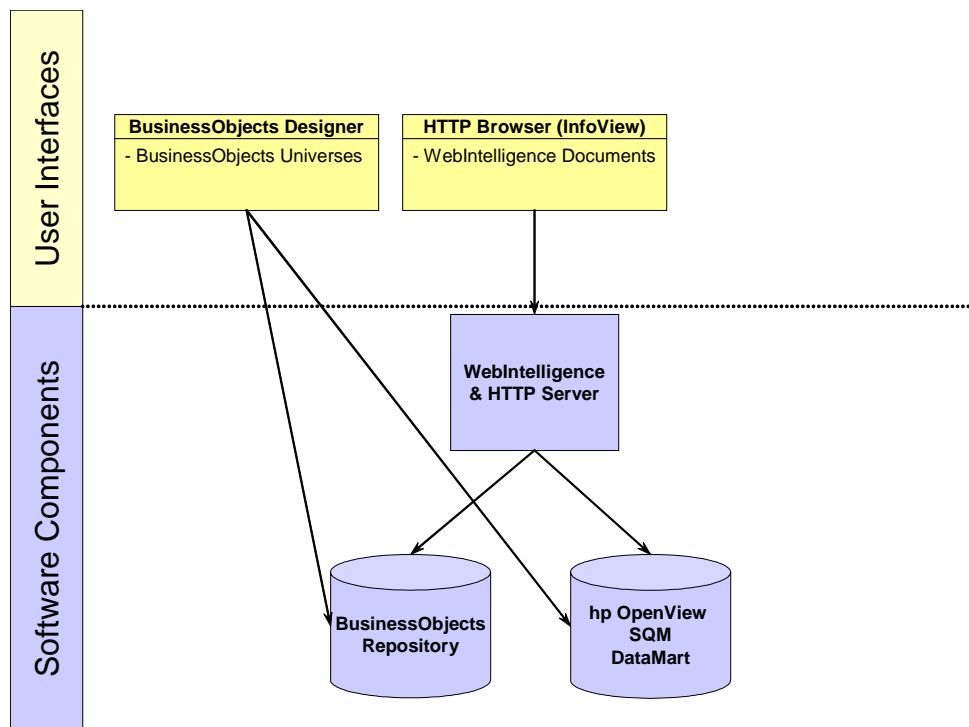 User Interfaces
BusinessObjects Designer
- BusinessObjects Universes
HTTP Browser (InfoView)
- WebIntelligence Documents
Software Components
WebIntelligence
& HTTP Server
BusinessObjects
Repository
hp OpenView
SQM
DataMart